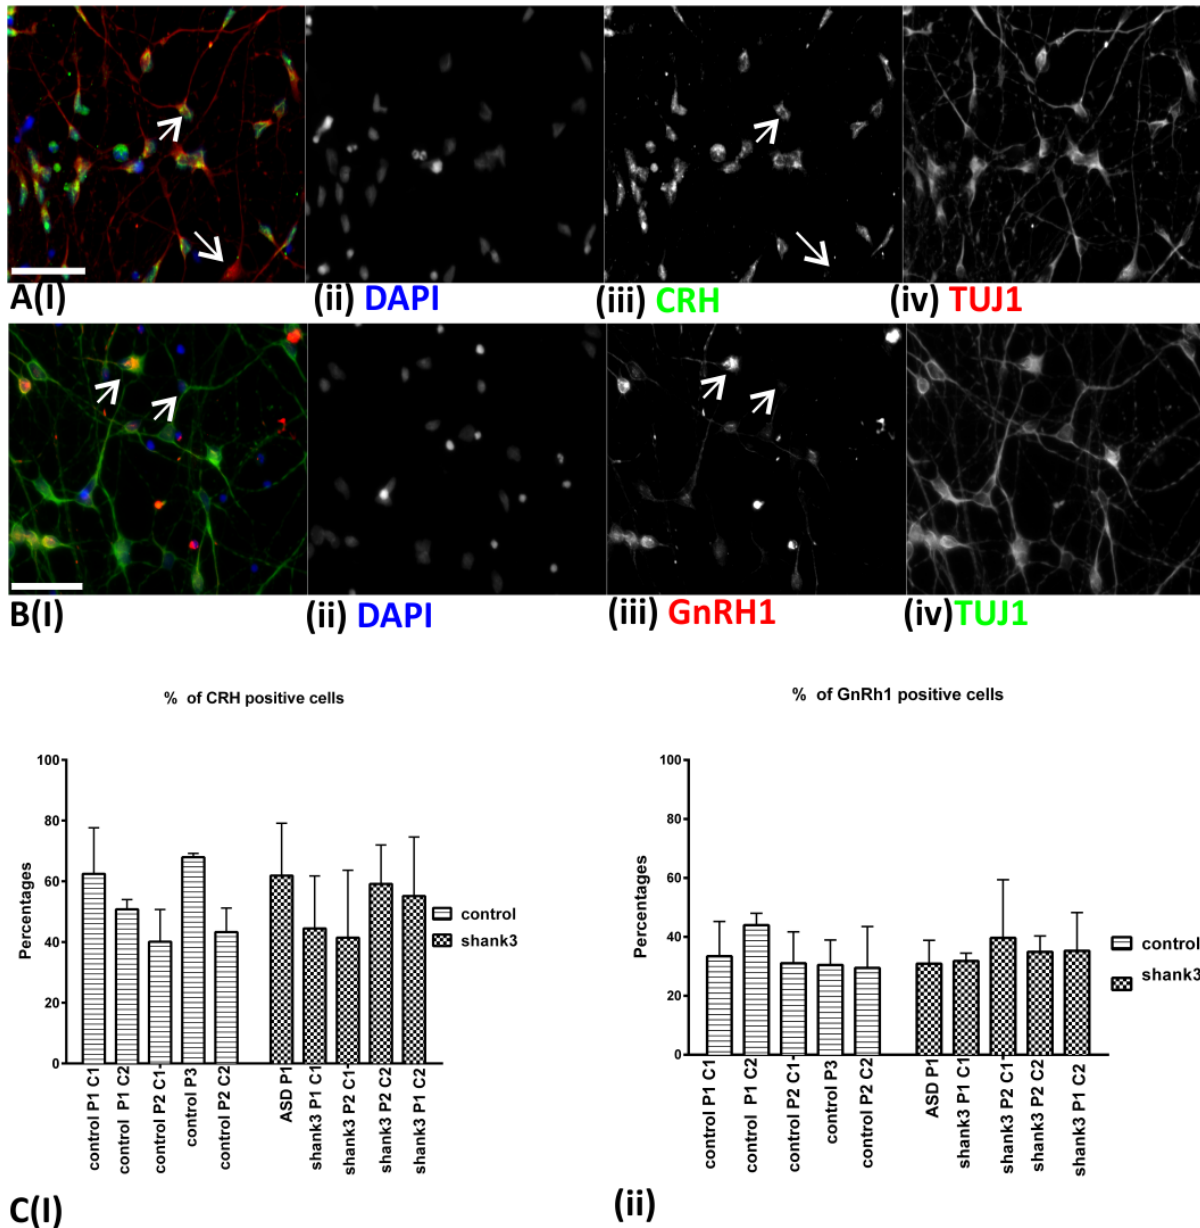 A(I) (ii) DAPI (iii) CRH (iv) TUJ1
B(I) (ii) DAPI (iii) GnRH1 (iv)TUJ1
% of CRH positive cells
100
80
60
40
20
0
Percentages
control P1 C1
control P1 C2
control P2 C1
control P3
control P2 C2
ASD P1
shank3 P1 C1
shank3 P2 C1
shank3 P2 C2
shank3 P1 C2
control
shank3
C(I)
% of GnRh1 positive cells
100
80
60
40
20
0
Percentages
control P1 C1
control P1 C2
control P2 C1
control P3
control P2 C2
ASD P1
shank3 P1 C1
shank3 P2 C1
shank3 P2 C2
shank3 P1 C2
control
shank3
(ii)